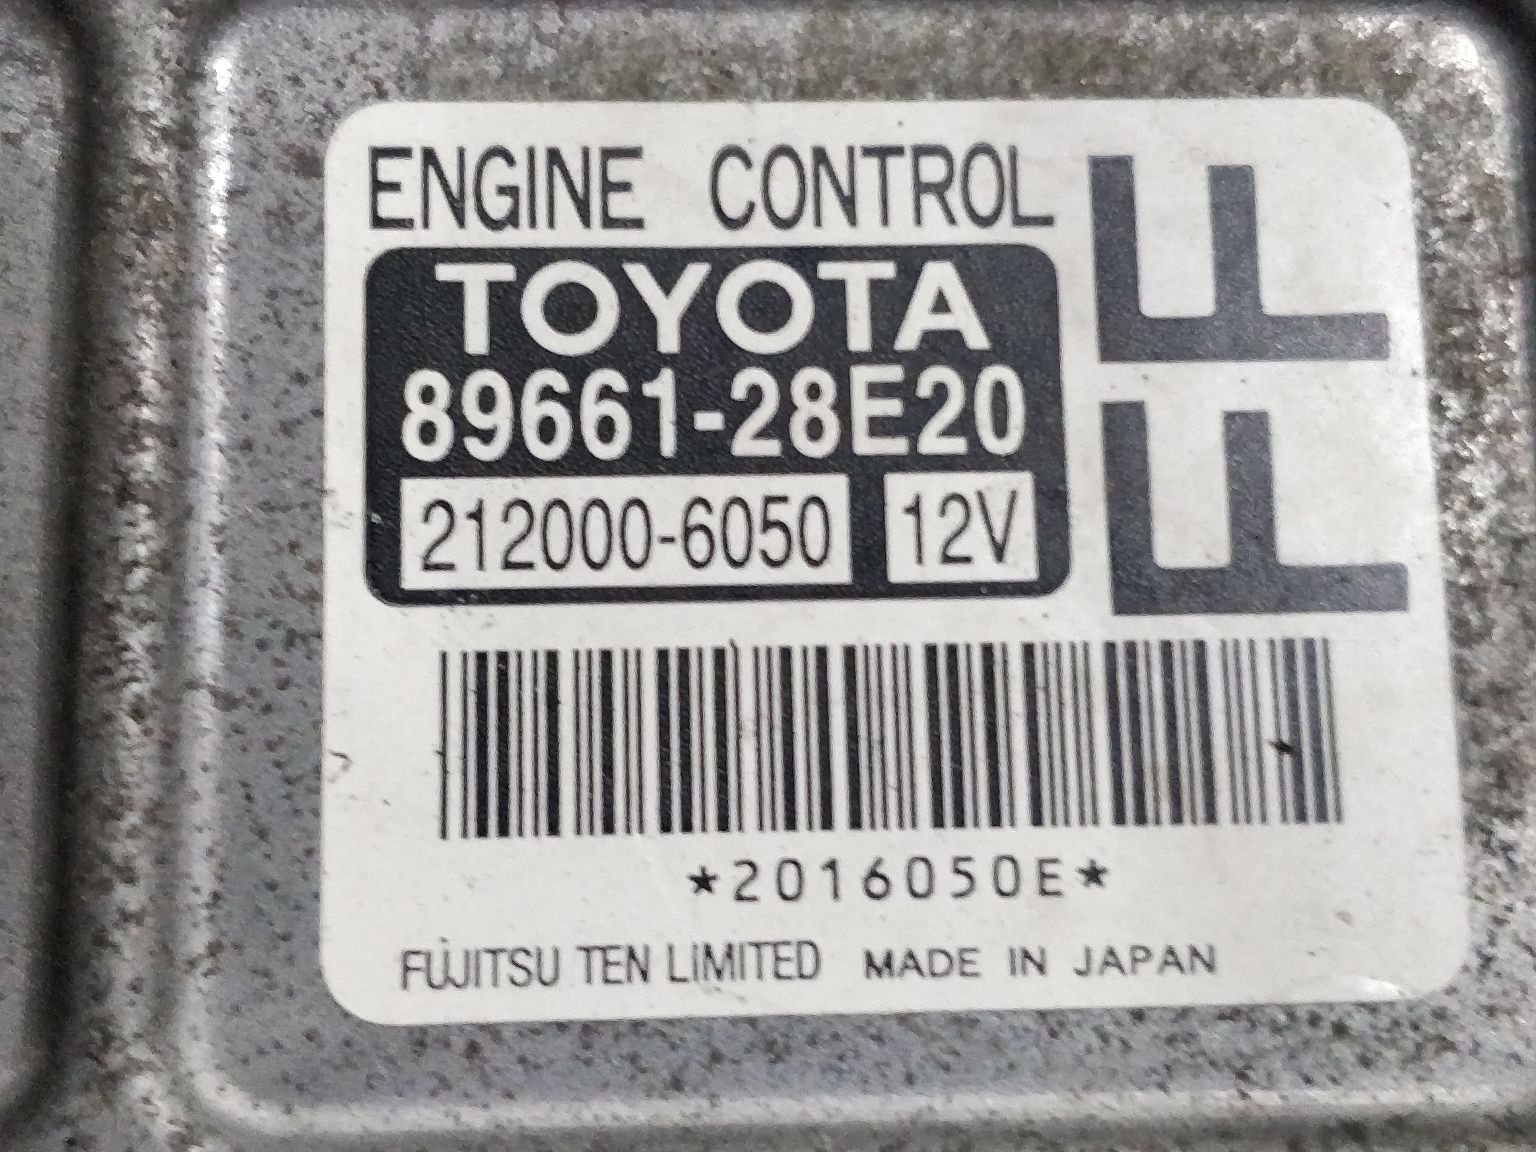 ENGINE CONTROL
TOYOTA
89661-28E20
212000-6050 12V
FF
*2016050E*
FUJITSU TEN LIMITED MADE IN JAPAN